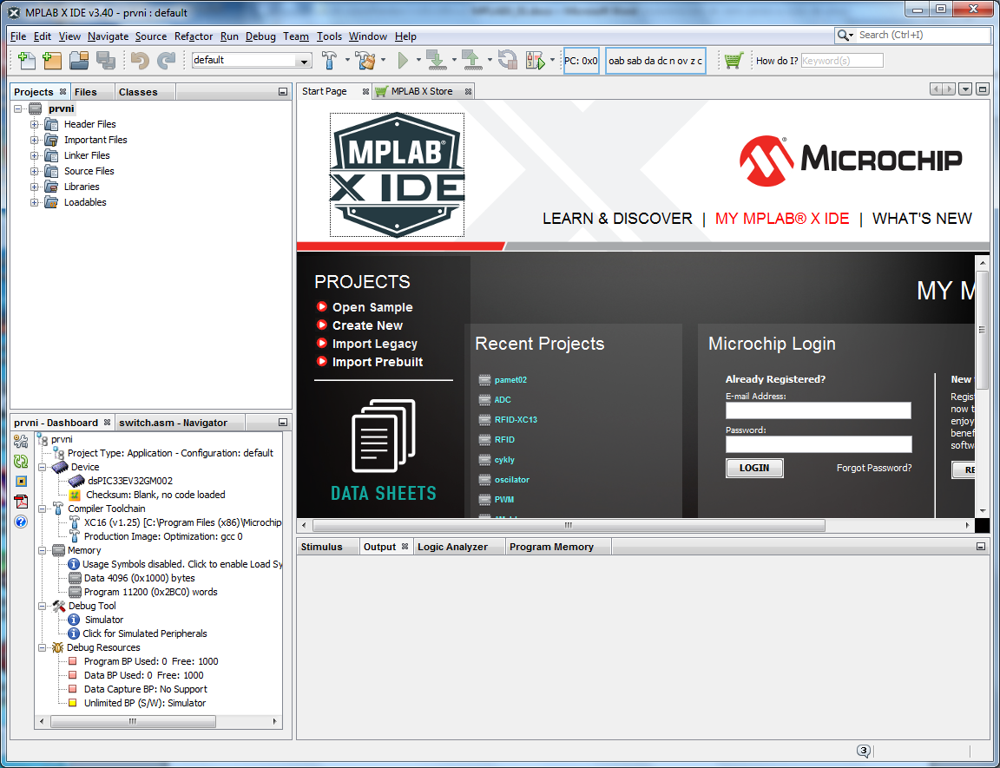 MPLAB X IDE v3.40 - prvni : default
File Edit View Navigate Source Refactor Run Debug Team Tools Window Help
Search (Ctrl+I)
default
PC: 0x0
oab sab da dc n ov z c
How do I?
Keyword(s)
Projects
Files
Classes
prvni
Header Files
Important Files
Linker Files
Source Files
Libraries
Loadables
Start Page
MPLAB X Store
MPLAB®
X IDE
MICROCHIP
LEARN & DISCOVER | MY MPLAB® X IDE | WHAT'S NEW
PROJECTS
Open Sample
Create New
Import Legacy
Import Prebuilt
DATA SHEETS
MY M
Recent Projects
pamet02
ADC
RFID-XC13
RFID
cykly
oscilator
PWM
Microchip Login
Already Registered?
E-mail Address:
Password:
LOGIN
Forgot Password?
New
Regis
now t
enjoy
benef
softw
RE
prvni - Dashboard
switch.asm - Navigator
prvni
Project Type: Application - Configuration: default
Device
dsPIC33EV32GM002
Checksum: Blank, no code loaded
Compiler Toolchain
XC16 (v1.25) [C:\Program Files (x86)\Microchip
Production Image: Optimization: gcc 0
Memory
Usage Symbols disabled. Click to enable Load Sy
Data 4096 (0x1000) bytes
Program 11200 (0x2BC0) words
Debug Tool
Simulator
Click for Simulated Peripherals
Debug Resources
Program BP Used: 0 Free: 1000
Data BP Used: 0 Free: 1000
Data Capture BP: No Support
Unlimited BP (S/W): Simulator
Stimulus
Output
Logic Analyzer
Program Memory
3